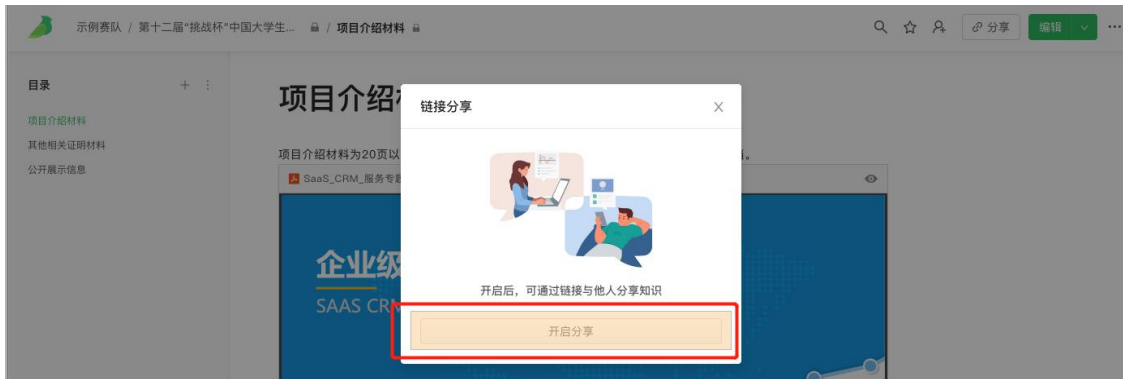 示例赛队 / 第十二届“挑战杯”中国大学生... / 项目介绍材料
分享
编辑
目录
项目介绍材料
其他相关证明材料
公开展示信息
项目介绍
链接分享
项目介绍材料为20页以
SaaS_CRM_服务专
企业级
SAAS CRM
开启后，可通过链接与他人分享知识
开启分享